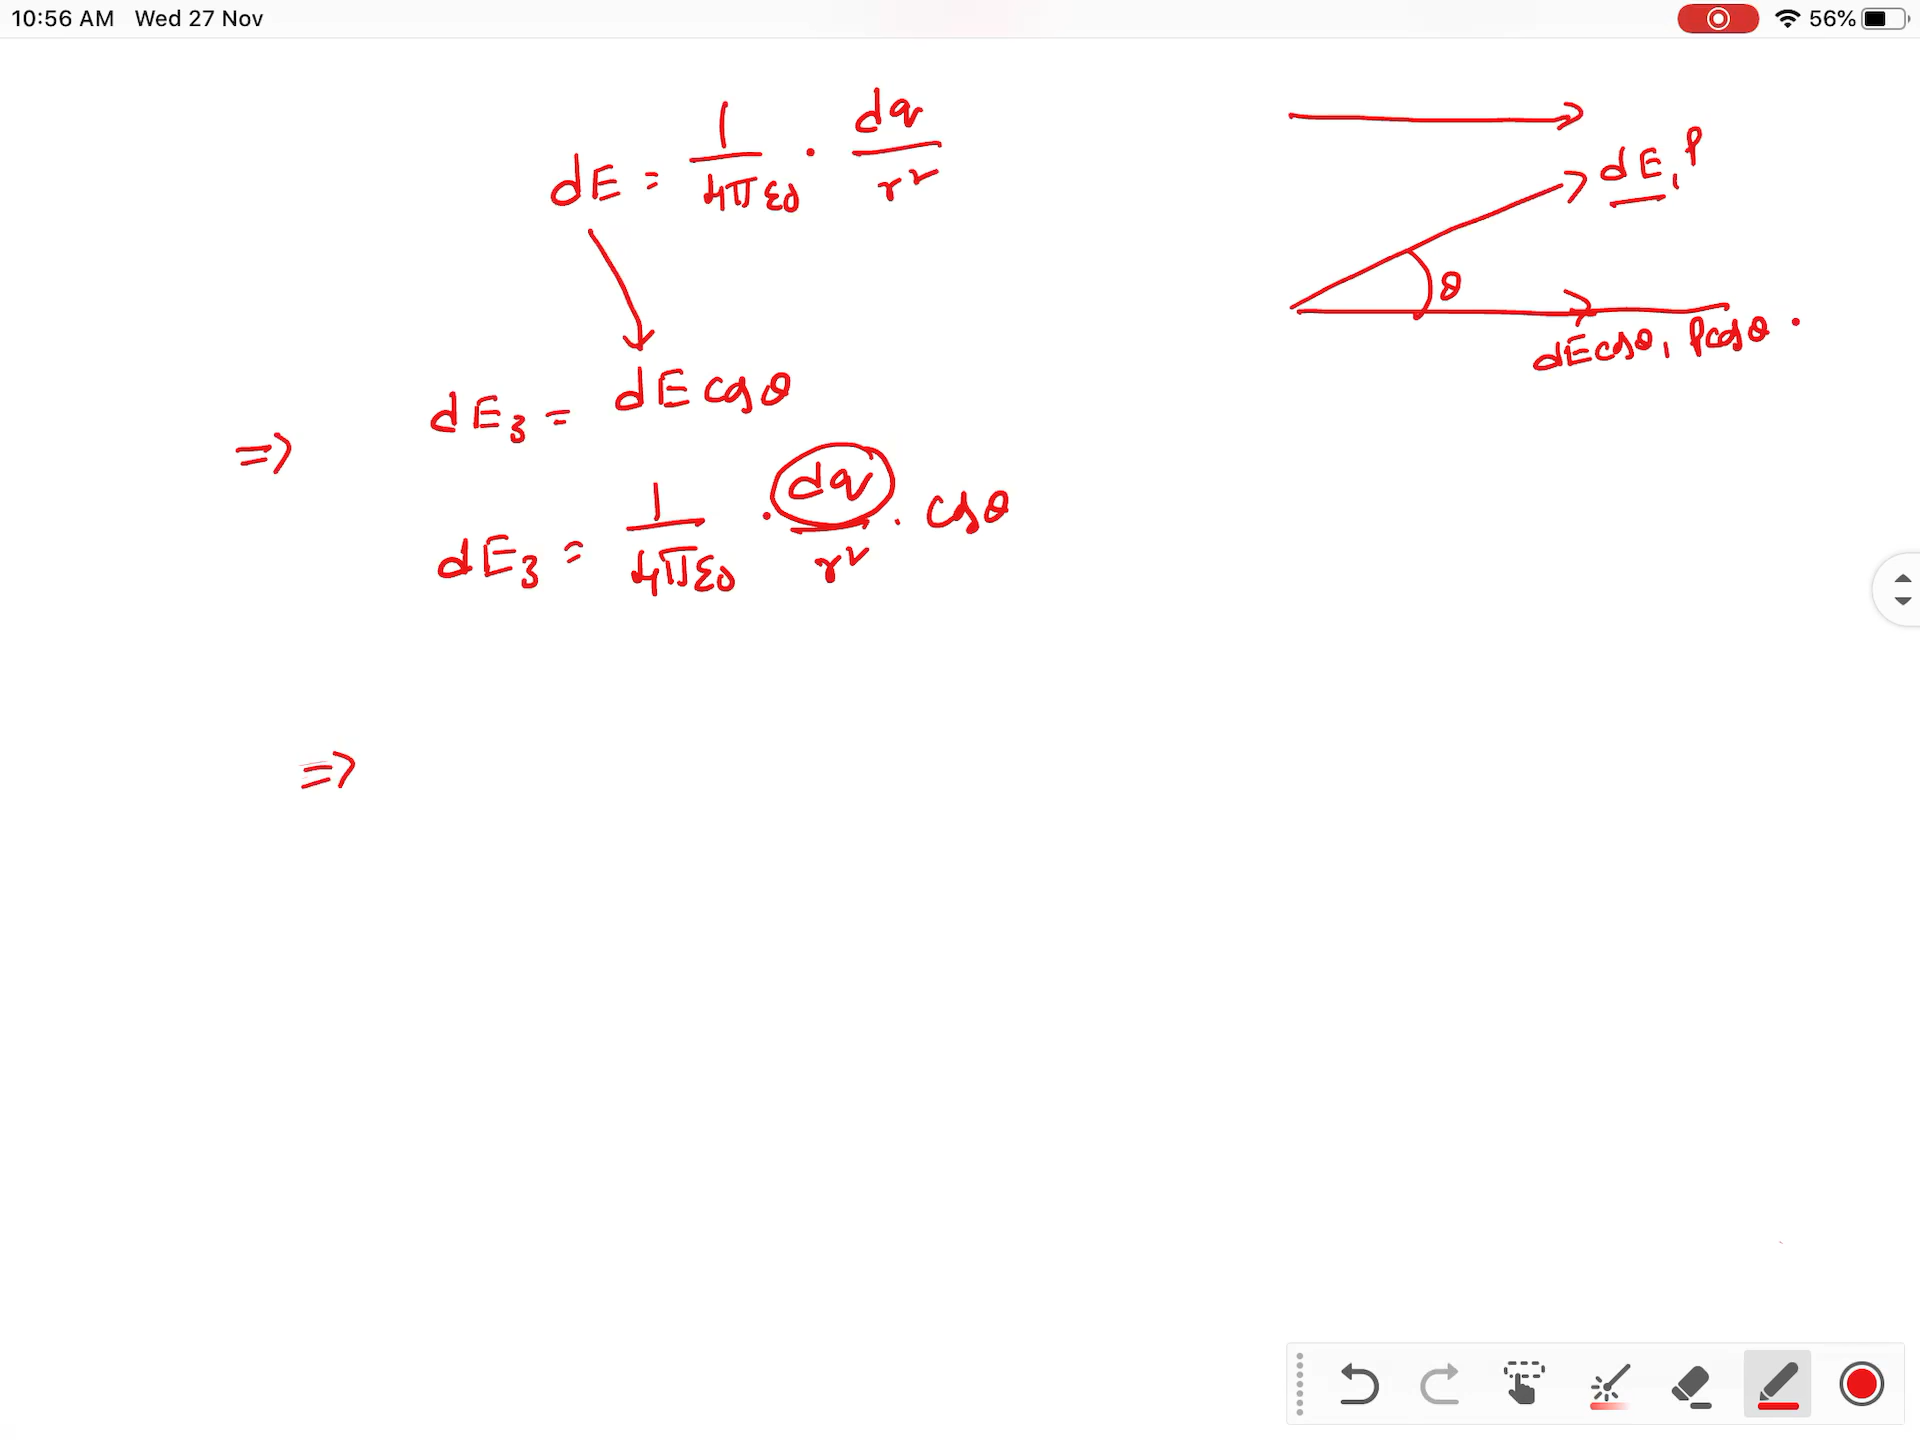 10:56 AM Wed 27 Nov 56%
dE = 1/4πε0 · dq/r²
dE, P
θ
dE cosθ, P cosθ .
dE3 = dE cosθ
=>
dE3 = 1/4πε0 · dq/r² · cosθ
=>